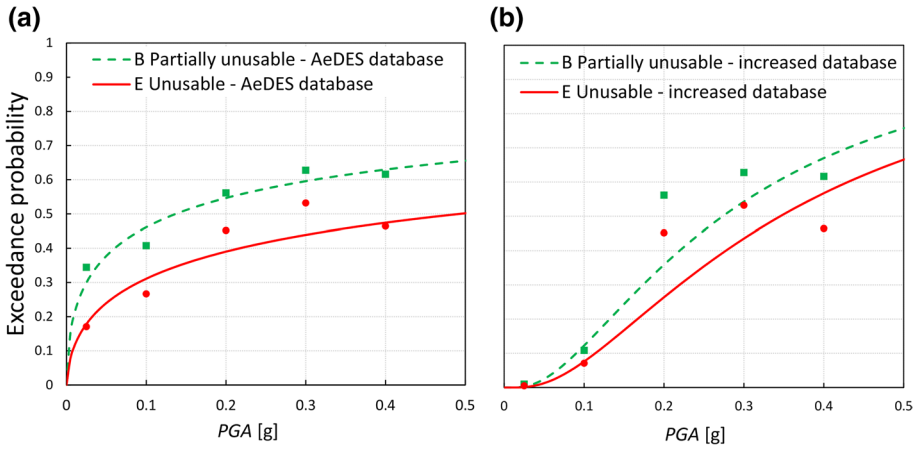 (a)
Exceedance probability
1
0.9
0.8
0.7
0.6
0.5
0.4
0.3
0.2
0.1
0
B Partially unusable - AeDES database
E Unusable - AeDES database
0 0.1 0.2 0.3 0.4 0.5
PGA [g]
(b)
B Partially unusable - increased database
E Unusable - increased database
0 0.1 0.2 0.3 0.4 0.5
PGA [g]